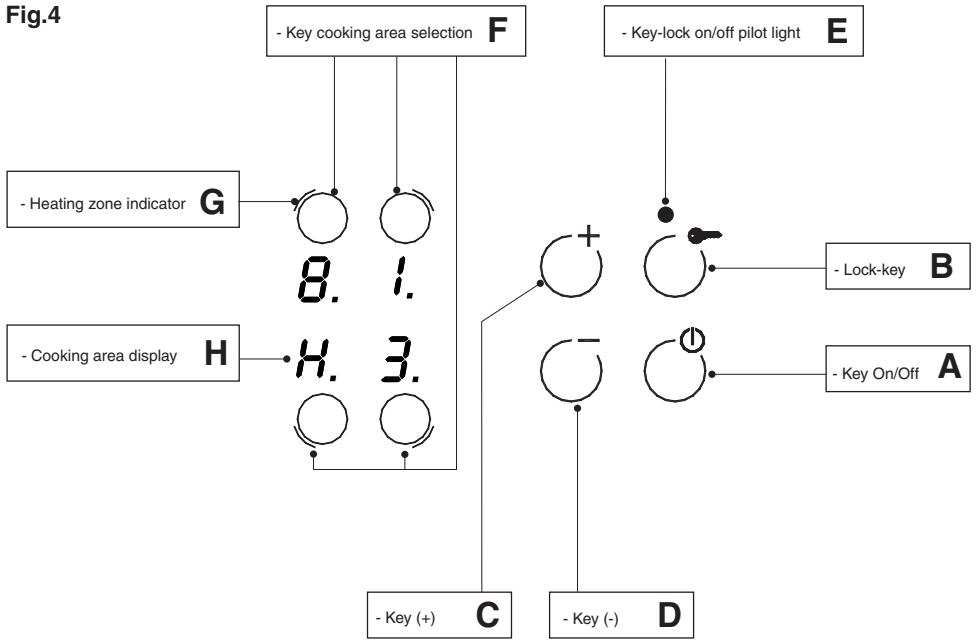 Fig.4
- Key cooking area selection F
- Key-lock on/off pilot light E
- Heating zone indicator G
8. 1.
+
- Lock-key B
- Cooking area display H
H. 3.
−
- Key On/Off A
- Key (+) C
- Key (-) D